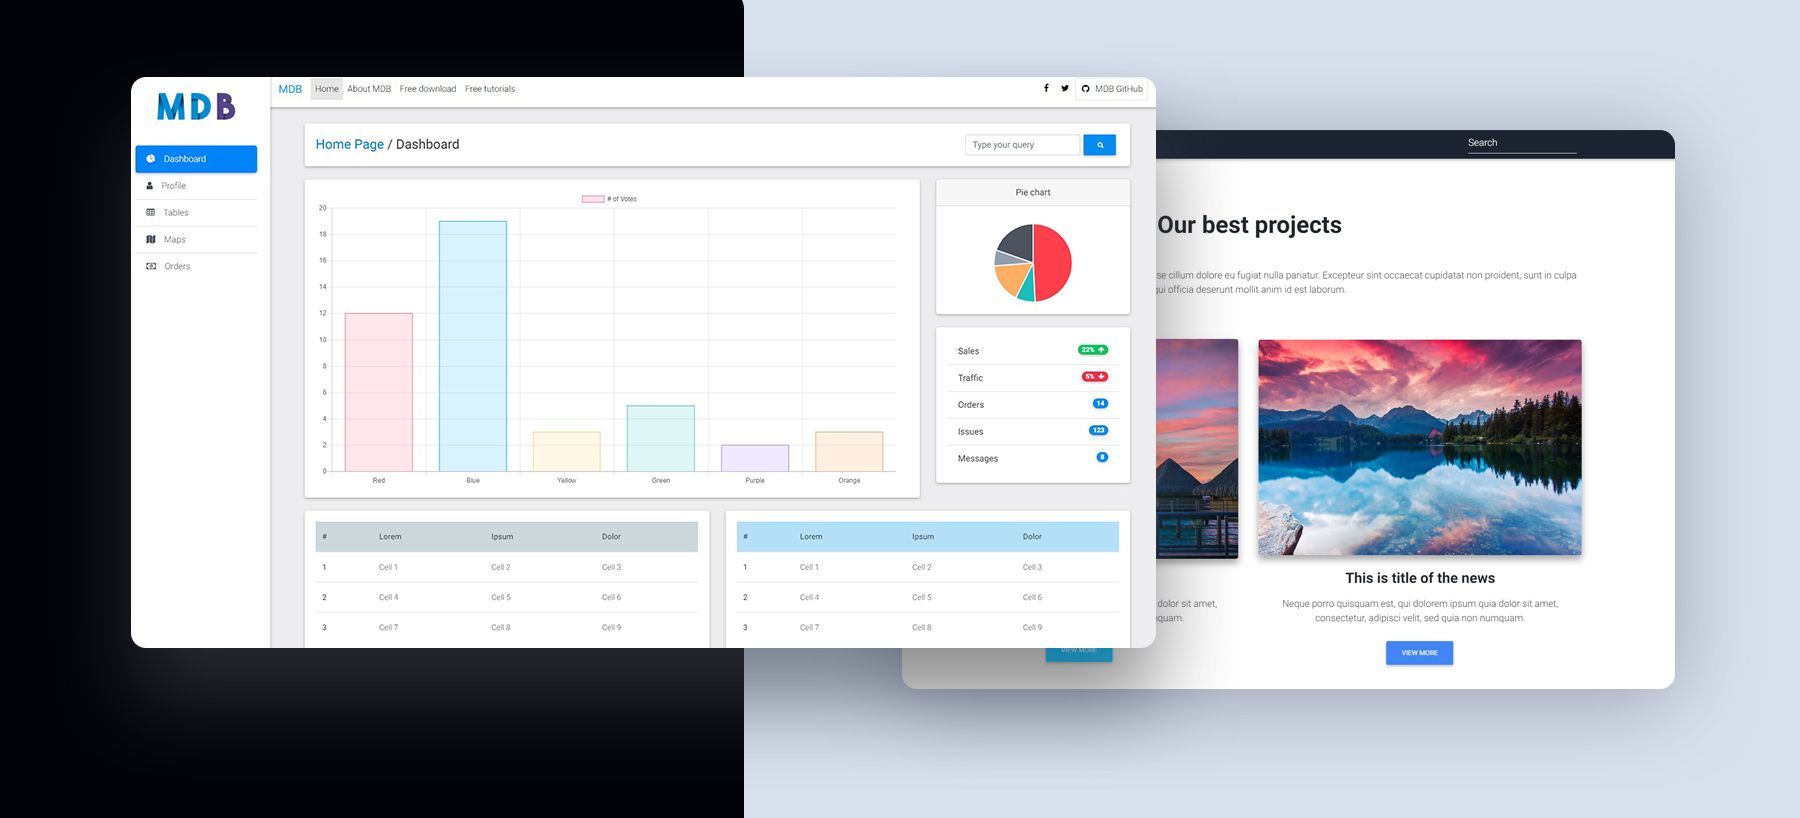 MDB
Dashboard
Profile
Tables
Maps
Orders
MDB Home About MDB Free download Free tutorials
MDB GitHub
Home Page / Dashboard
Type your query
# of Votes
20
18
16
14
12
10
8
6
4
2
0
Red Blue Yellow Green Purple Orange
Pie chart
Sales 22%
Traffic 5%
Orders 14
Issues 123
Messages 8
# Lorem Ipsum Dolor
1 Cell 1 Cell 2 Cell 3
2 Cell 4 Cell 5 Cell 6
3 Cell 7 Cell 8 Cell 9
# Lorem Ipsum Dolor
1 Cell 1 Cell 2 Cell 3
2 Cell 4 Cell 5 Cell 6
3 Cell 7 Cell 8 Cell 9
Search
Our best projects
se cillum dolore eu fugiat nulla pariatur. Excepteur sint occaecat cupidatat non proident, sunt in culpa
qui officia deserunt mollit anim id est laborum.
dolor sit amet,
quam.
VIEW MORE
This is title of the news
Neque porro quisquam est, qui dolorem ipsum quia dolor sit amet,
consectetur, adipisci velit, sed quia non numquam.
VIEW MORE